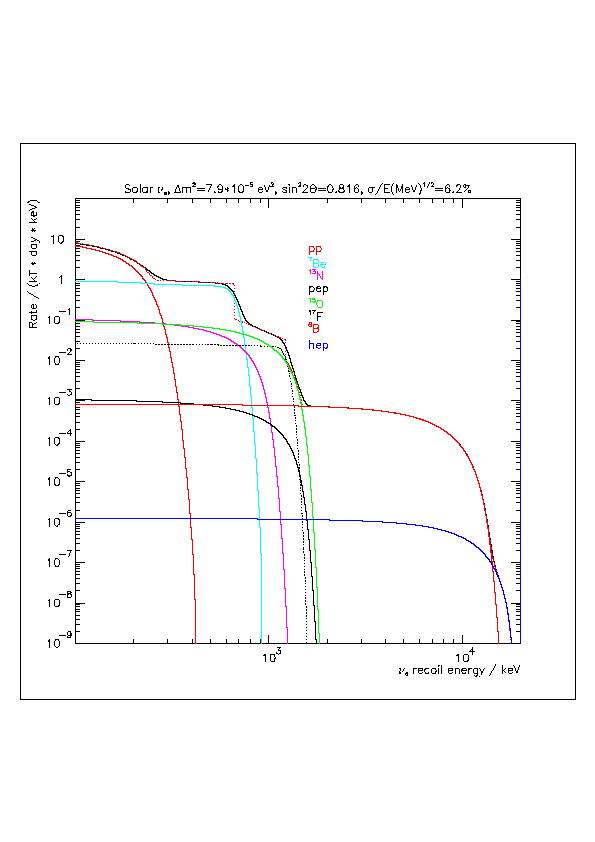 Solar νₑ, Δm²=7.9*10⁻⁵ eV², sin²2θ=0.816, σ/E(MeV)¹/²=6.2%
Rate / (kT * day * keV)
10
1
10⁻¹
10⁻²
10⁻³
10⁻⁴
10⁻⁵
10⁻⁶
10⁻⁷
10⁻⁸
10⁻⁹
pp
⁷Be
¹³N
pep
¹⁵O
¹⁷F
⁸B
hep
10³
10⁴
νₑ recoil energy / keV